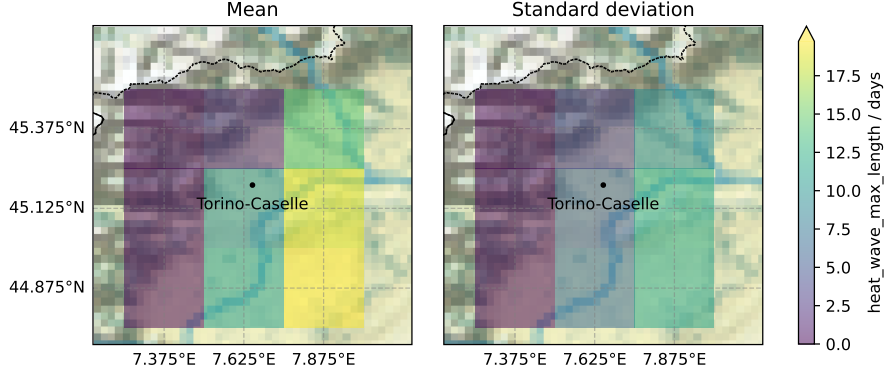 Mean
Standard deviation
45.375°N
45.125°N
44.875°N
Torino-Caselle
Torino-Caselle
7.375°E 7.625°E 7.875°E
7.375°E 7.625°E 7.875°E
17.5
15.0
12.5
10.0
7.5
5.0
2.5
0.0
heat_wave_max_length / days